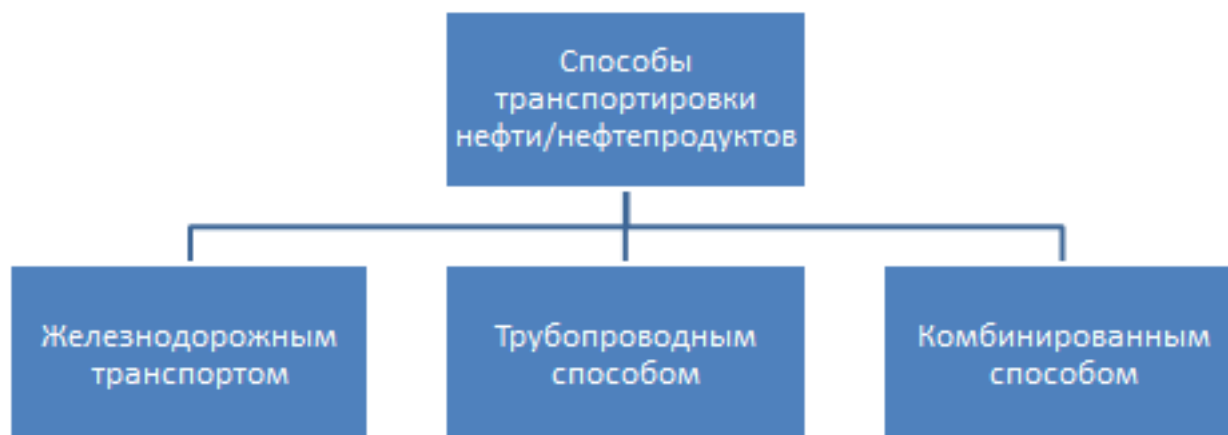 Способы
транспортировки
нефти/нефтепродуктов
Железнодорожным
транспортом
Трубопроводным
способом
Комбинированным
способом